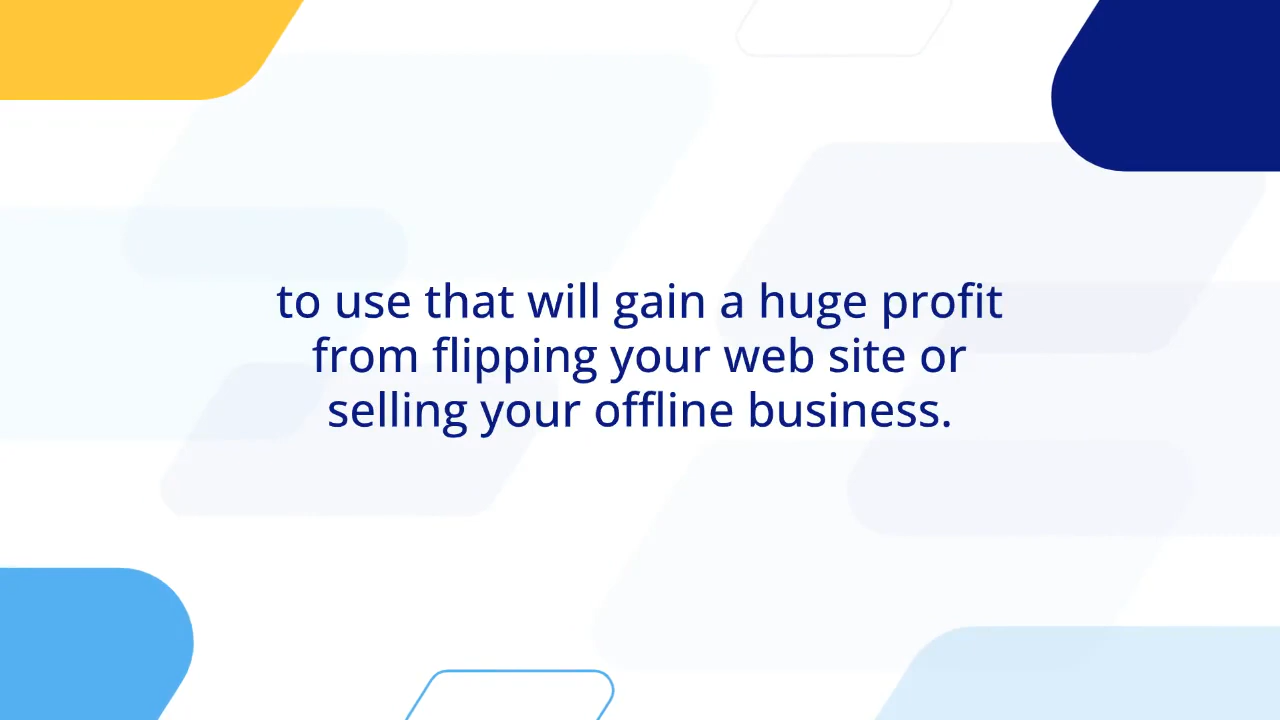 to use that will gain a huge profit
from flipping your web site or
selling your offline business.